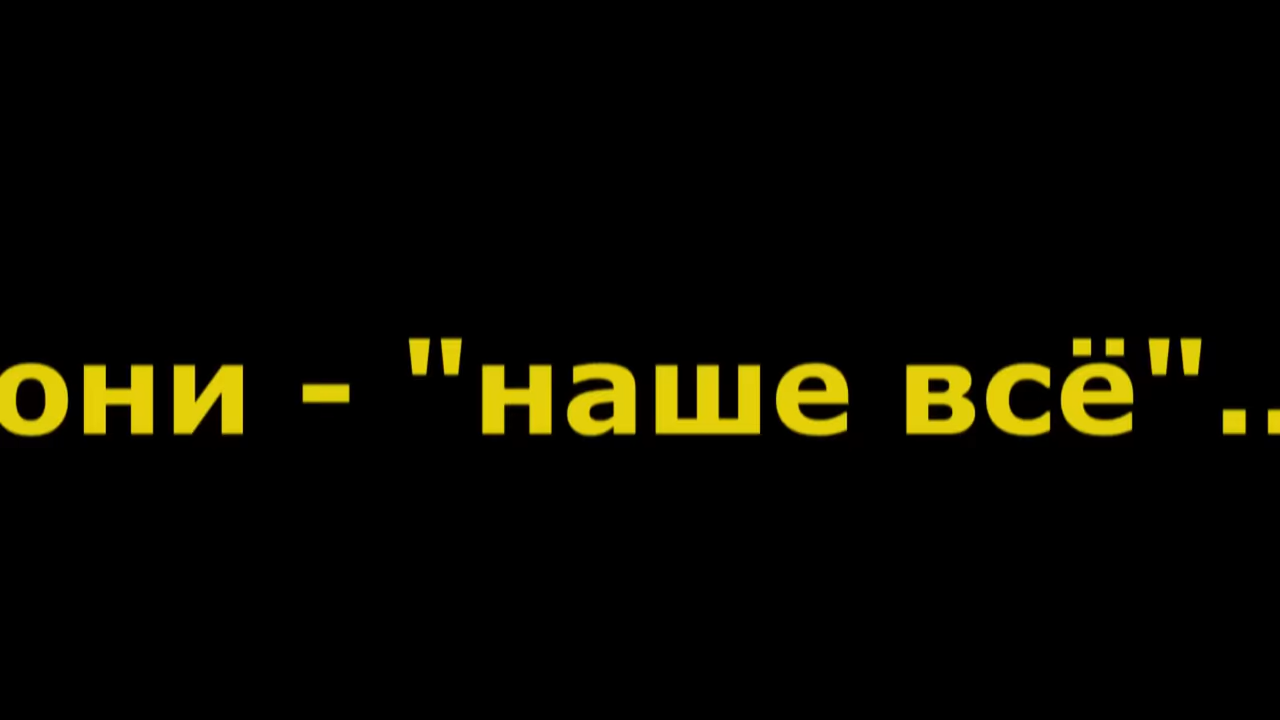 они - "наше всё"..